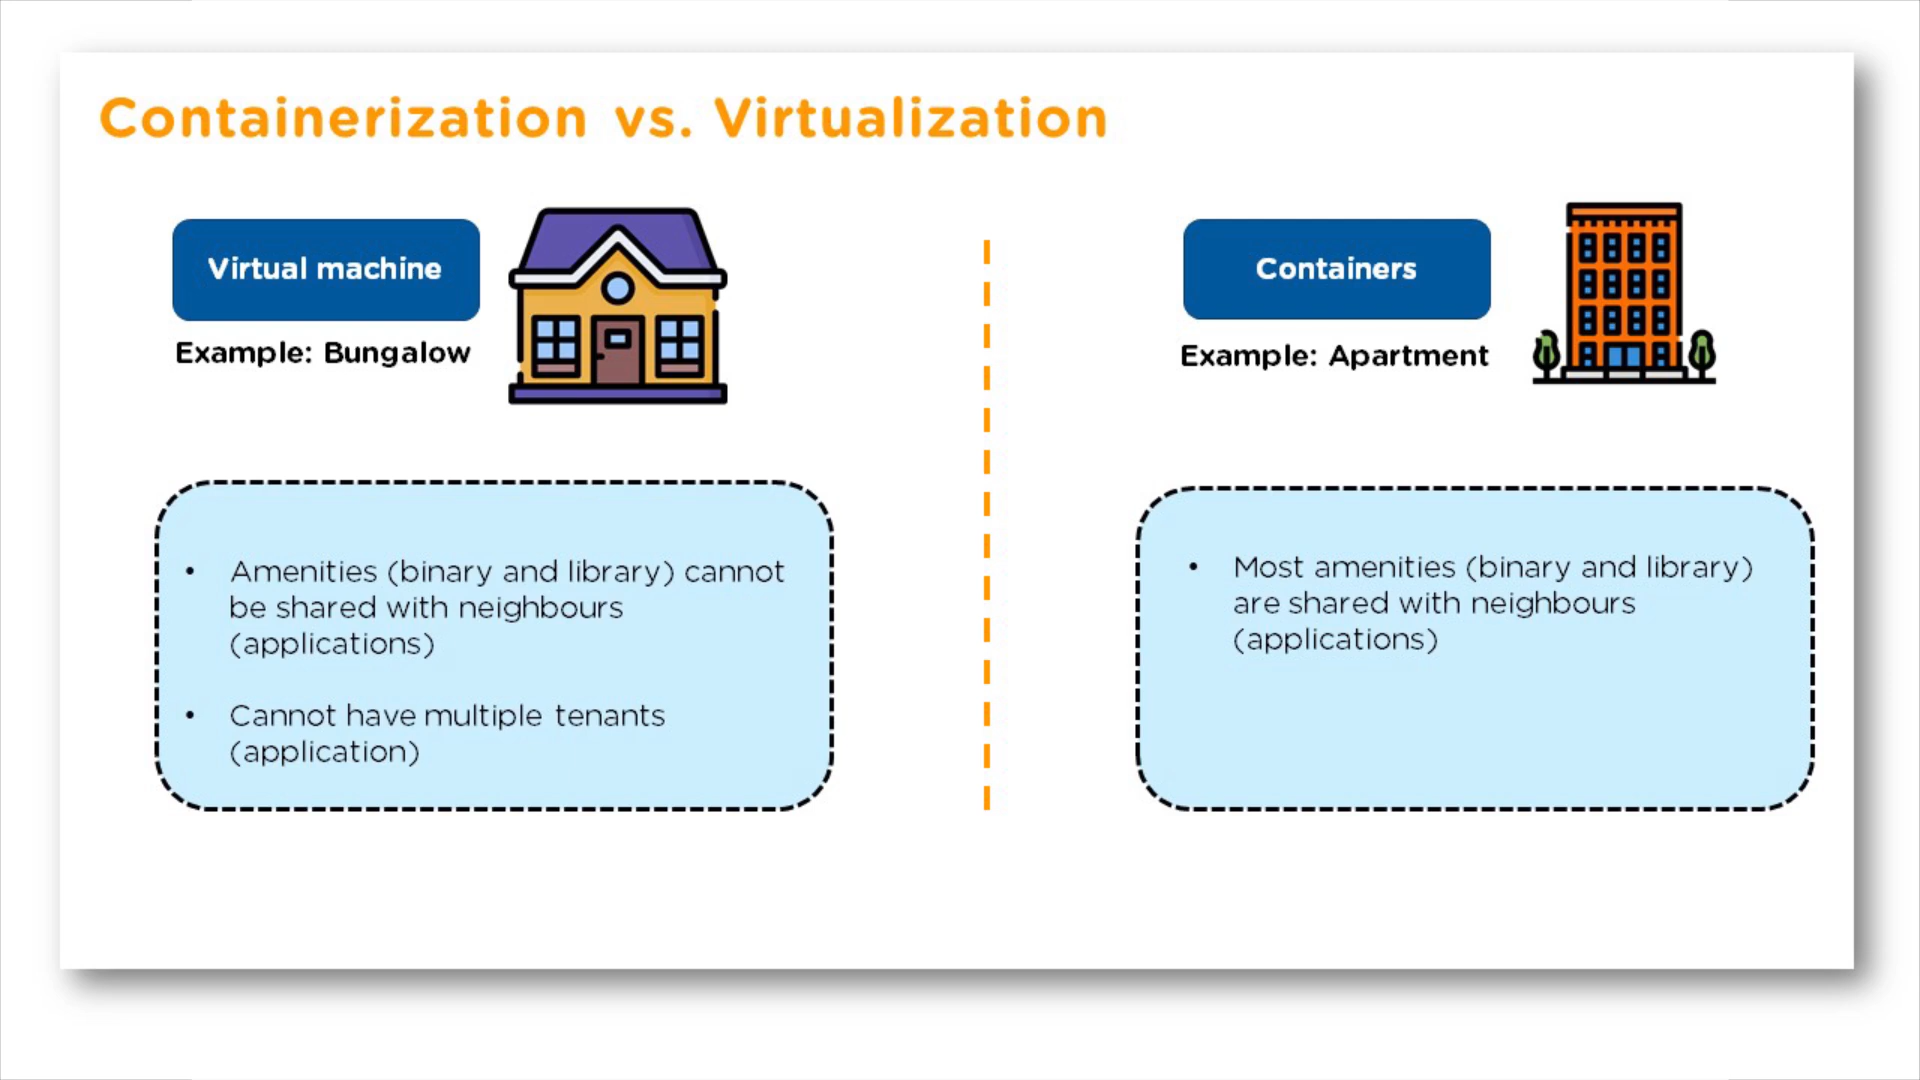 Containerization vs. Virtualization
Virtual machine
Example: Bungalow
• Amenities (binary and library) cannot
be shared with neighbours
(applications)
• Cannot have multiple tenants
(application)
Containers
Example: Apartment
• Most amenities (binary and library)
are shared with neighbours
(applications)